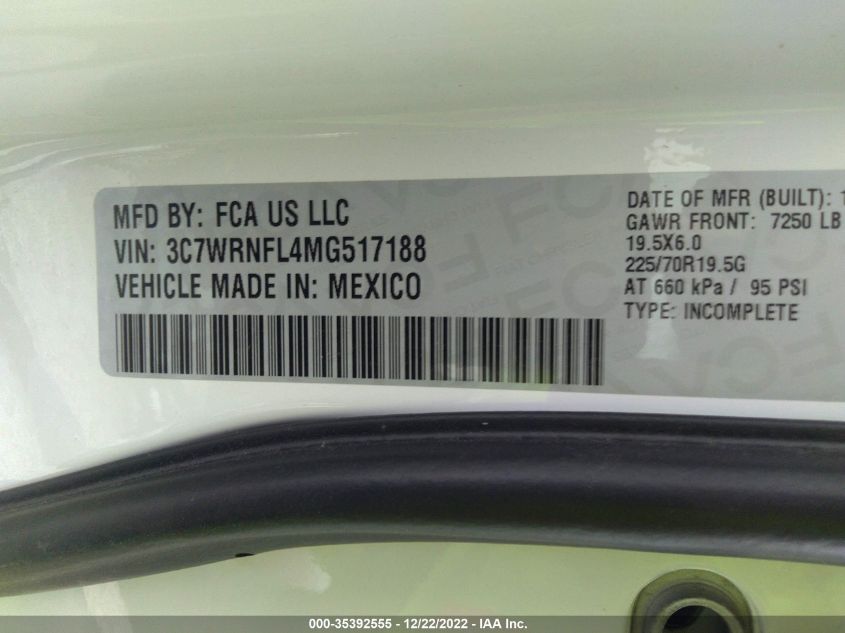 MFD BY: FCA US LLC
VIN: 3C7WRNFL4MG517188
VEHICLE MADE IN: MEXICO
DATE OF MFR (BUILT): 1
GAWR FRONT: 7250 LB
19.5X6.0
225/70R19.5G
AT 660 kPa / 95 PSI
TYPE: INCOMPLETE
000-35392555 - 12/22/2022 - IAA Inc.